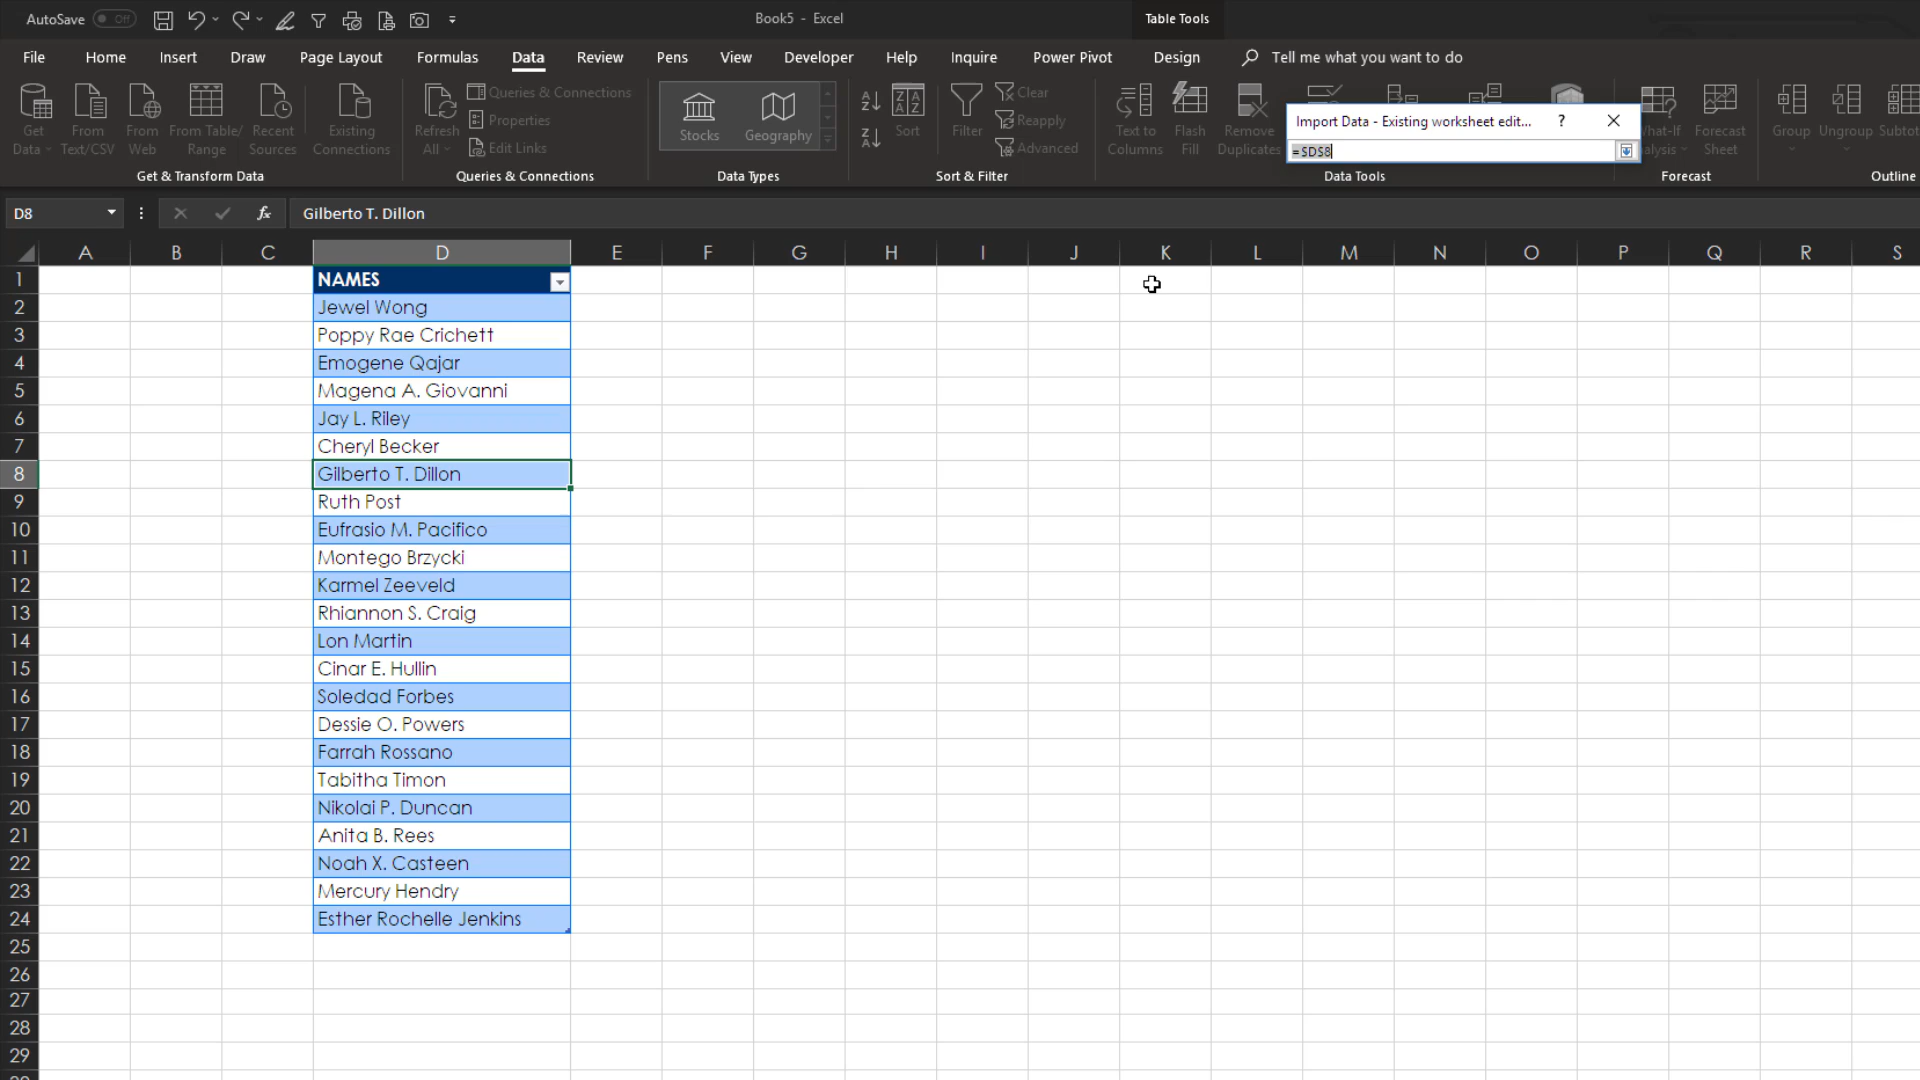 AutoSave Off Book5 - Excel Table Tools
File Home Insert Draw Page Layout Formulas Data Review Pens View Developer Help Inquire Power Pivot Design Tell me what you want to do
Get Data
From Text/CSV
From Web
From Table/ Range
Recent Sources
Existing Connections
Get & Transform Data
Refresh All
Queries & Connections
Properties
Edit Links
Queries & Connections
Stocks
Geography
Data Types
Sort
Filter
Clear
Reapply
Advanced
Sort & Filter
Text to Columns
Flash Fill
Remove Duplicates
Data Tools
Import Data - Existing worksheet edit... ?
=$D$8
What-If
Forecast Sheet
Forecast
Group
Ungroup
Subtot
Outline
D8 fx Gilberto T. Dillon
A B C D E F G H I J K L M N O P Q R S
1 NAMES
2 Jewel Wong
3 Poppy Rae Crichett
4 Emogene Qajar
5 Magena A. Giovanni
6 Jay L. Riley
7 Cheryl Becker
8 Gilberto T. Dillon
9 Ruth Post
10 Eufrasio M. Pacifico
11 Montego Brzycki
12 Karmel Zeeveld
13 Rhiannon S. Craig
14 Lon Martin
15 Cinar E. Hullin
16 Soledad Forbes
17 Dessie O. Powers
18 Farrah Rossano
19 Tabitha Timon
20 Nikolai P. Duncan
21 Anita B. Rees
22 Noah X. Casteen
23 Mercury Hendry
24 Esther Rochelle Jenkins
25
26
27
28
29